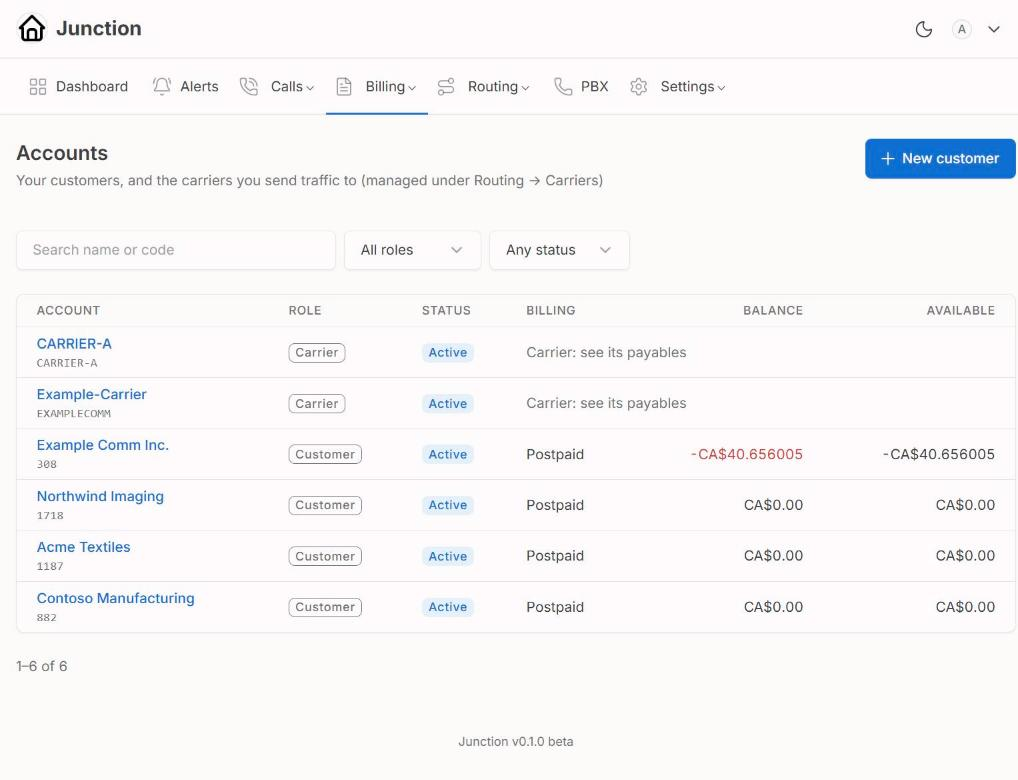 Junction
A
Dashboard Alerts Calls Billing Routing PBX Settings
Accounts
Your customers, and the carriers you send traffic to (managed under Routing → Carriers)
+ New customer
Search name or code All roles Any status
ACCOUNT ROLE STATUS BILLING BALANCE AVAILABLE
CARRIER-A
CARRIER-A
Carrier Active Carrier: see its payables
Example-Carrier
EXAMPLECOMM
Carrier Active Carrier: see its payables
Example Comm Inc.
308
Customer Active Postpaid -CA$40.656005 -CA$40.656005
Northwind Imaging
1718
Customer Active Postpaid CA$0.00 CA$0.00
Acme Textiles
1187
Customer Active Postpaid CA$0.00 CA$0.00
Contoso Manufacturing
882
Customer Active Postpaid CA$0.00 CA$0.00
1–6 of 6
Junction v0.1.0 beta